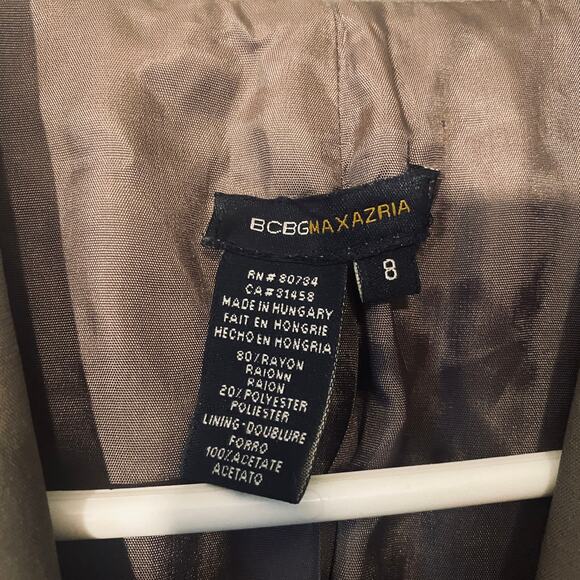 BCBGMAXAZRIA
8
RN# 80734
CA# 31458
MADE IN HUNGARY
FAIT EN HONGRIE
HECHO EN HONGRIA
80% RAYON
RAIONN
RAION
20% POLYESTER
POLIESTER
LINING-DOUBLURE
FORRO
100% ACETATE
ACETATO